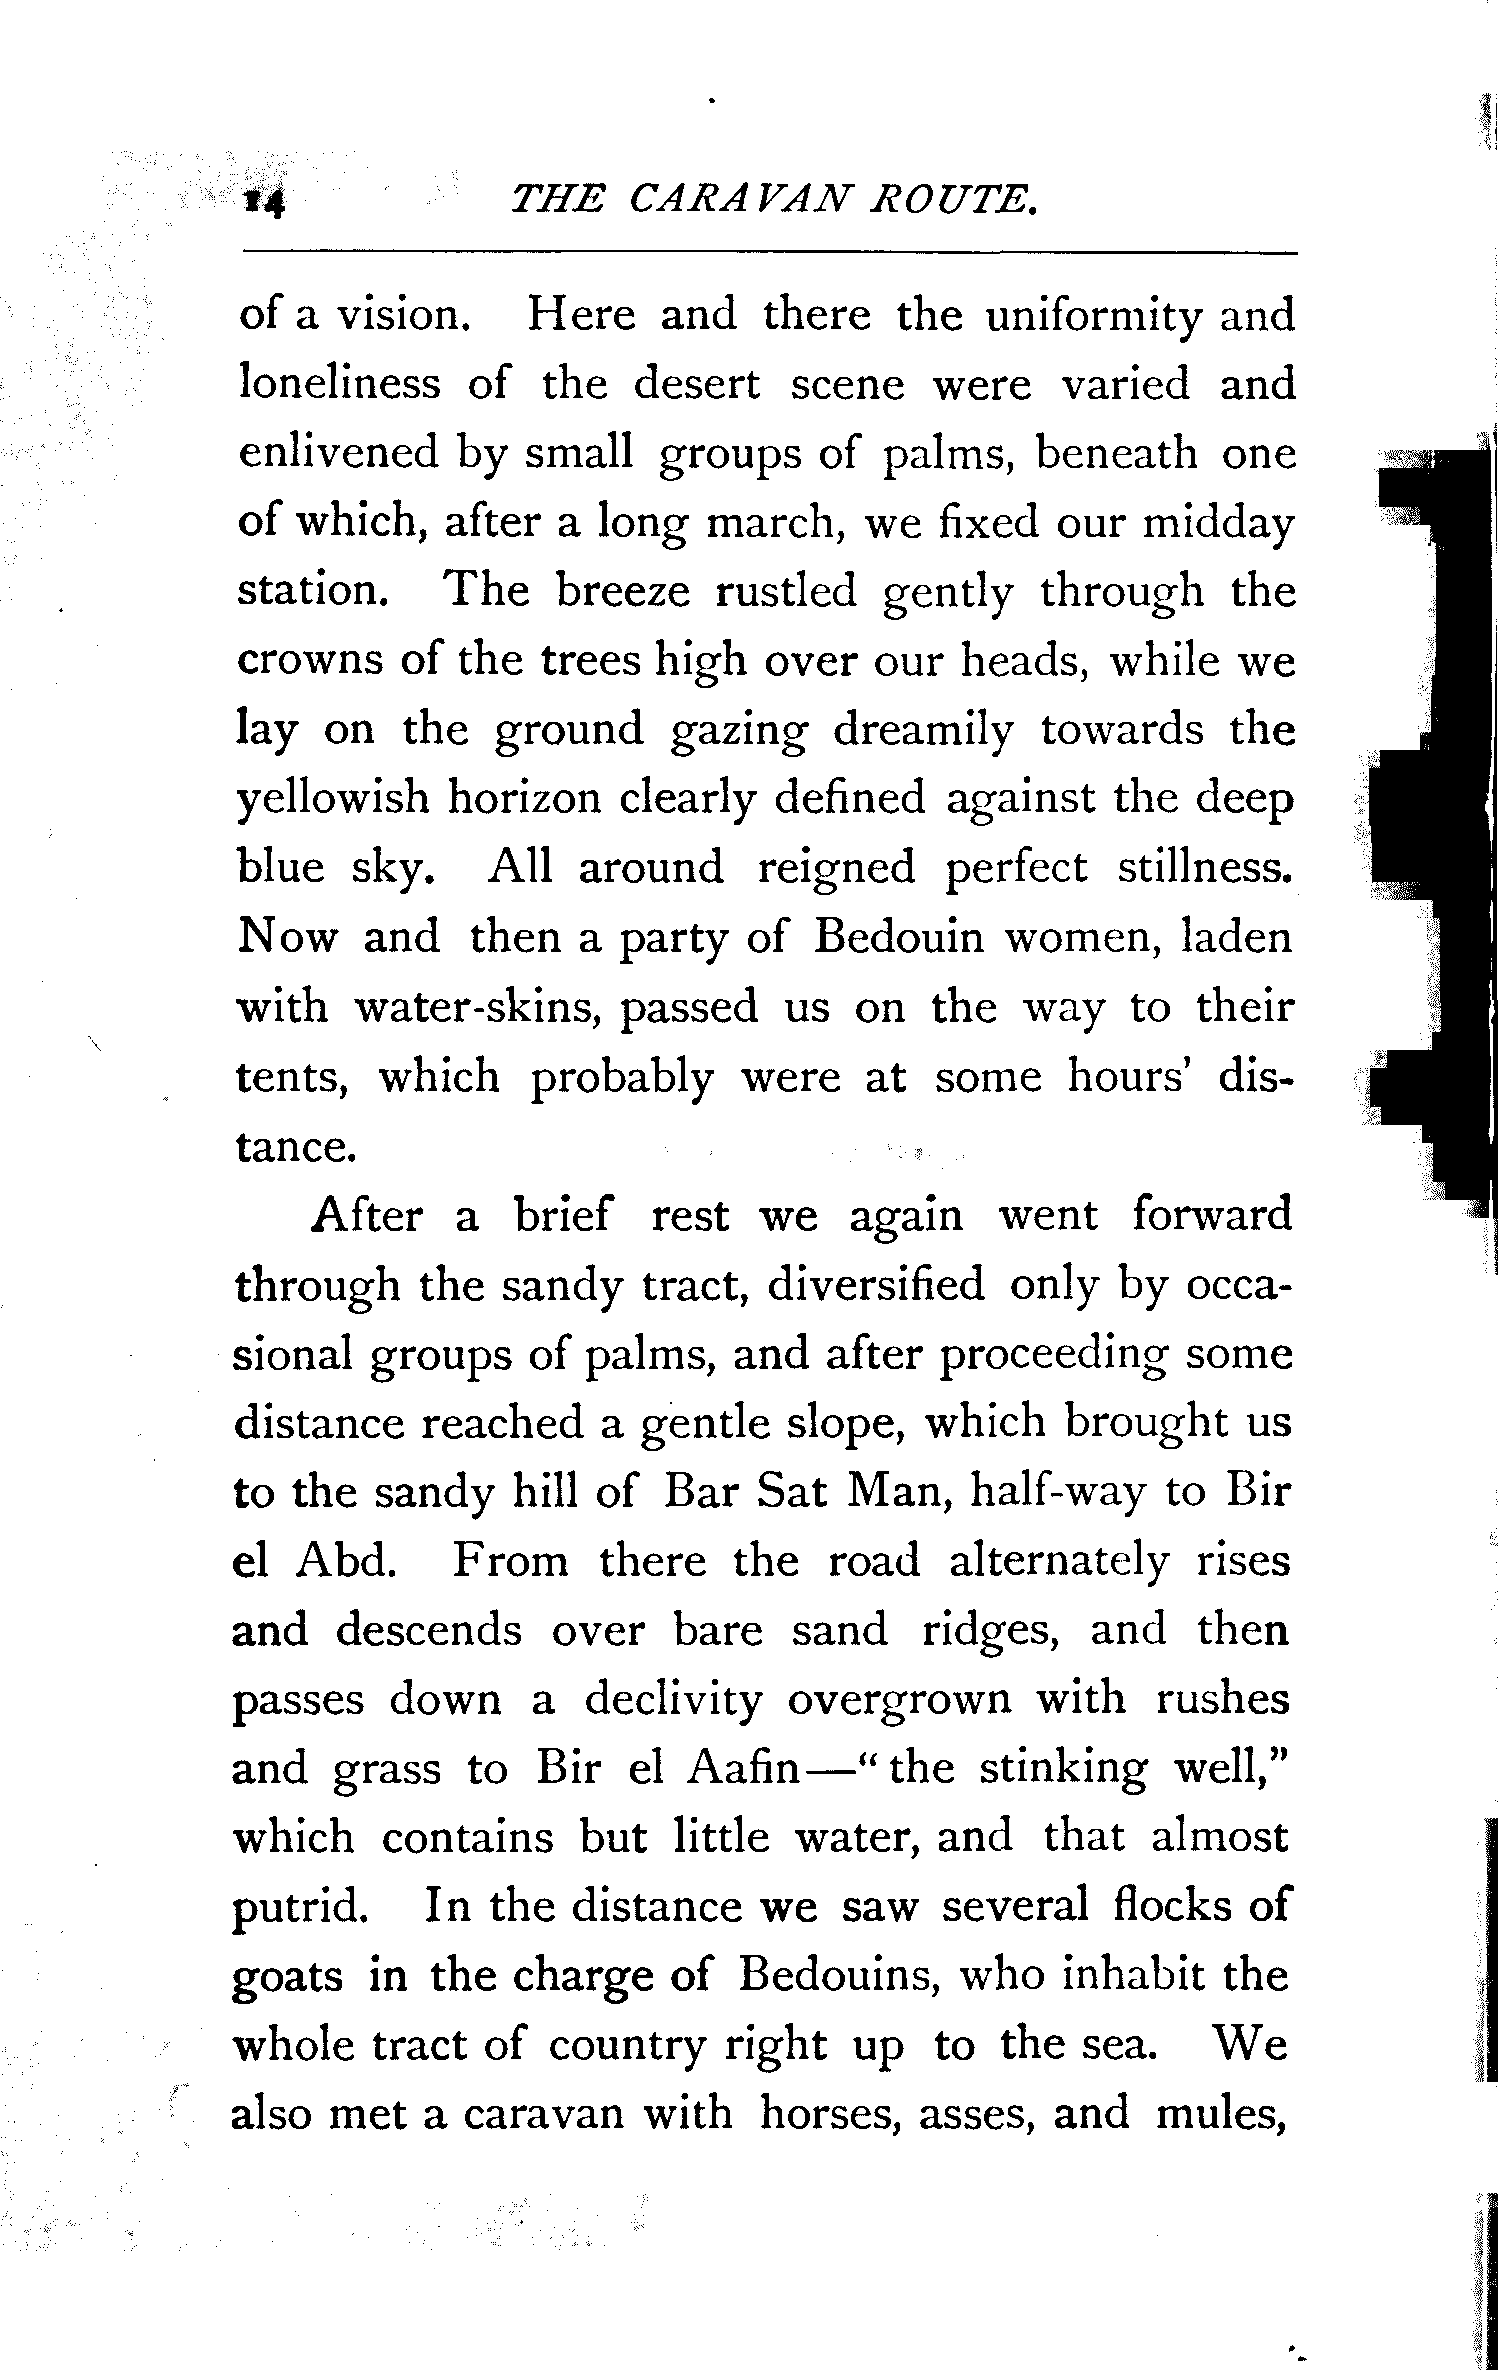 14 THE CARAVAN ROUTE.
of a vision. Here and there the uniformity and
loneliness of the desert scene were varied and
enlivened by small groups of palms, beneath one
of which, after a long march, we fixed our midday
station. The breeze rustled gently through the
crowns of the trees high over our heads, while we
lay on the ground gazing dreamily towards the
yellowish horizon clearly defined against the deep
blue sky. All around reigned perfect stillness.
Now and then a party of Bedouin women, laden
with water-skins, passed us on the way to their
tents, which probably were at some hours' dis-
tance.
After a brief rest we again went forward
through the sandy tract, diversified only by occa-
sional groups of palms, and after proceeding some
distance reached a gentle slope, which brought us
to the sandy hill of Bar Sat Man, half-way to Bir
el Abd. From there the road alternately rises
and descends over bare sand ridges, and then
passes down a declivity overgrown with rushes
and grass to Bir el Aafin—“the stinking well,”
which contains but little water, and that almost
putrid. In the distance we saw several flocks of
goats in the charge of Bedouins, who inhabit the
whole tract of country right up to the sea. We
also met a caravan with horses, asses, and mules,